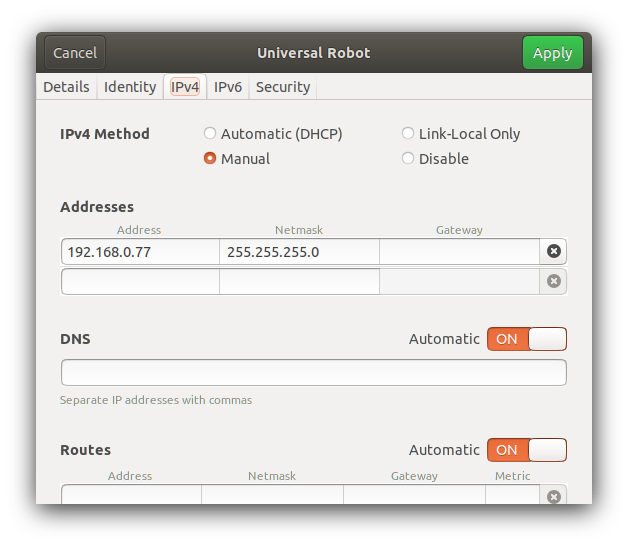 Cancel Universal Robot Apply
Details Identity IPv4 IPv6 Security
IPv4 Method Automatic (DHCP) Link-Local Only
Manual Disable
Addresses
Address Netmask Gateway
192.168.0.77 255.255.255.0
DNS Automatic ON
Separate IP addresses with commas
Routes Automatic ON
Address Netmask Gateway Metric